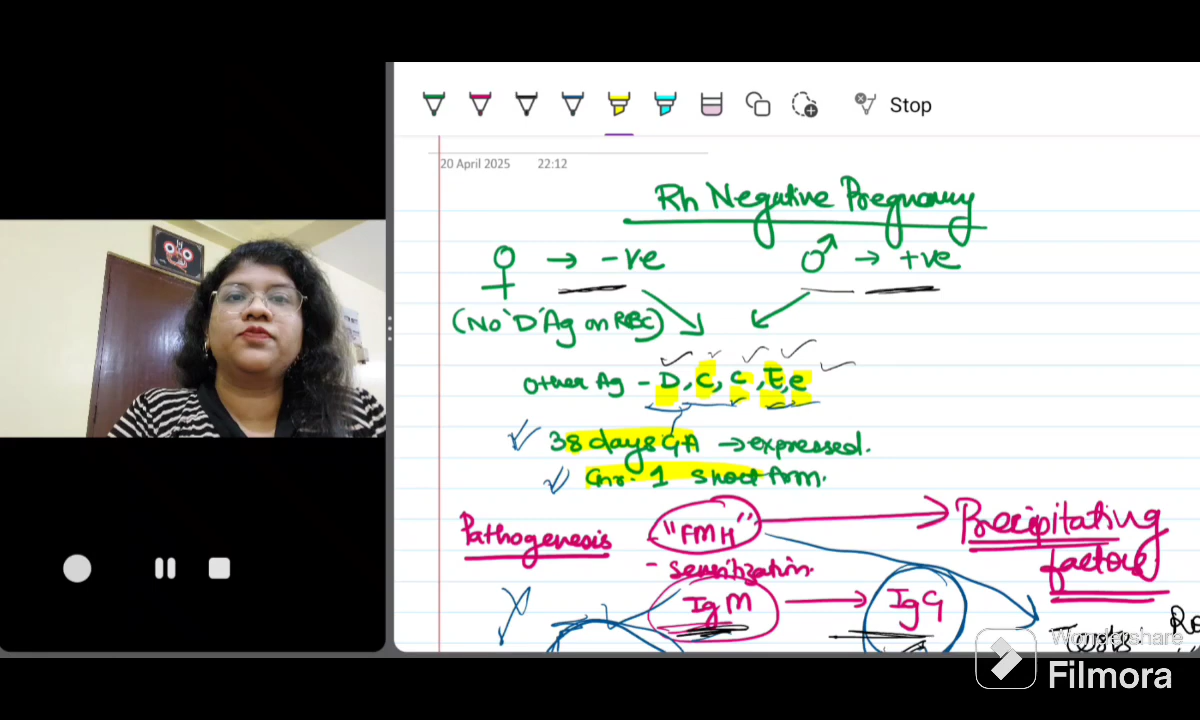 Stop
20 April 2025 22:12
Rh Negative Pregnancy
♀ → -ve ♂ → +ve
(No 'D' Ag on RBC)
Other Ag - D, C, c, E, e
38 days GA → expressed.
Chr. 1 short arm.
Pathogenesis "FMH" → Precipitating factors
- sensitization.
IgM → IgG
Tests:
Wondershare
Filmora